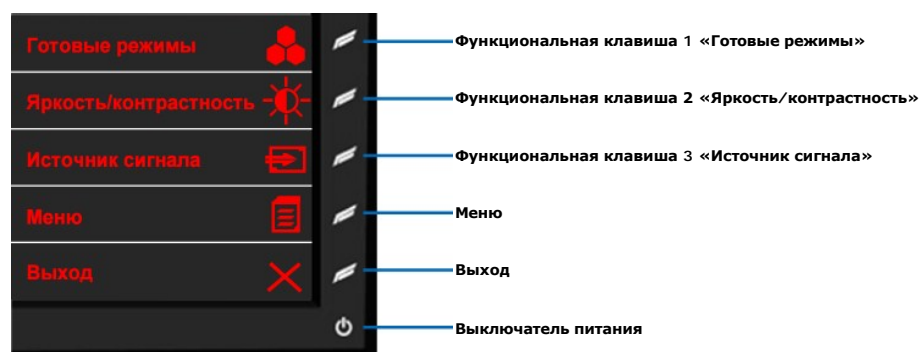 Готовые режимы
Функциональная клавиша 1 «Готовые режимы»
Яркость/контрастность
Функциональная клавиша 2 «Яркость/контрастность»
Источник сигнала
Функциональная клавиша 3 «Источник сигнала»
Меню
Меню
Выход
Выход
Выключатель питания